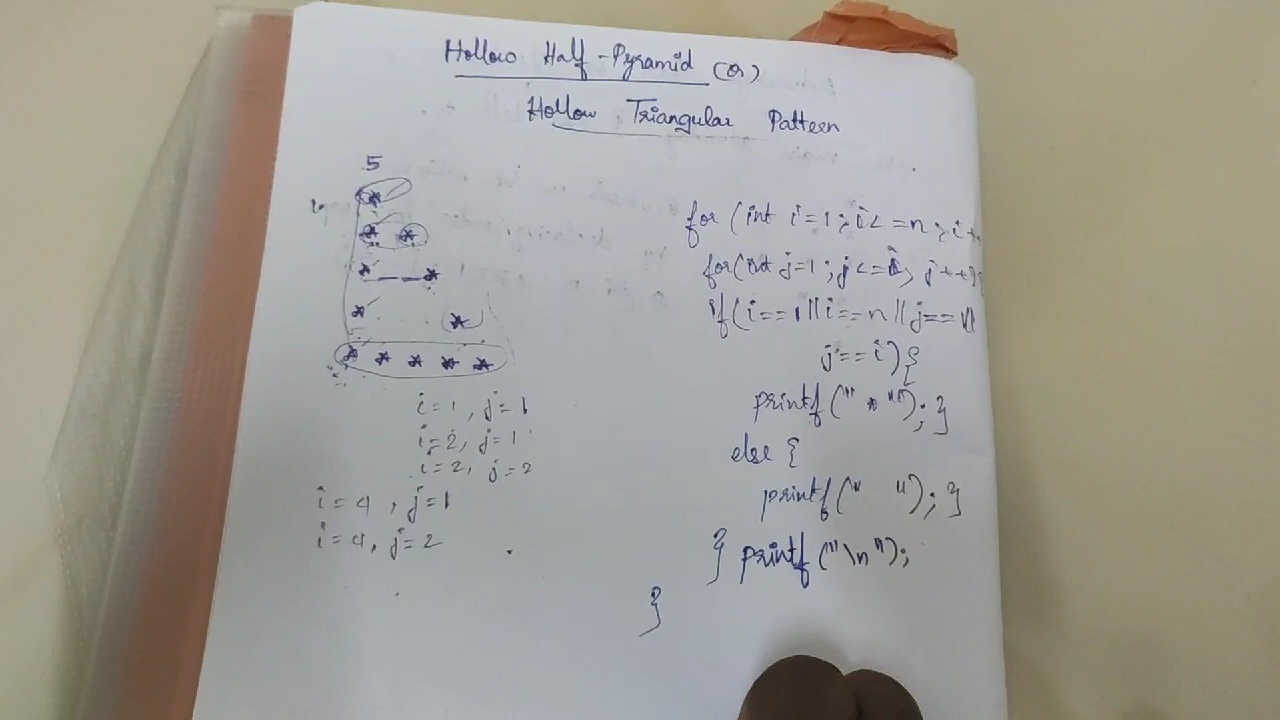 Hollow Half-Pyramid (or)
Hollow Triangular Pattern
5
*
* *
* *
* *
* * * * *
i=1, j=1
i=2, j=1
i=2, j=2
i=4, j=1
i=4, j=2
for (int i=1; i<=n; i+
for(int j=1; j<=i; j++){
if(i==1||i==n||j==1||
j==i){
printf("*"); }
else {
printf(" "); }
} printf("\n");
}